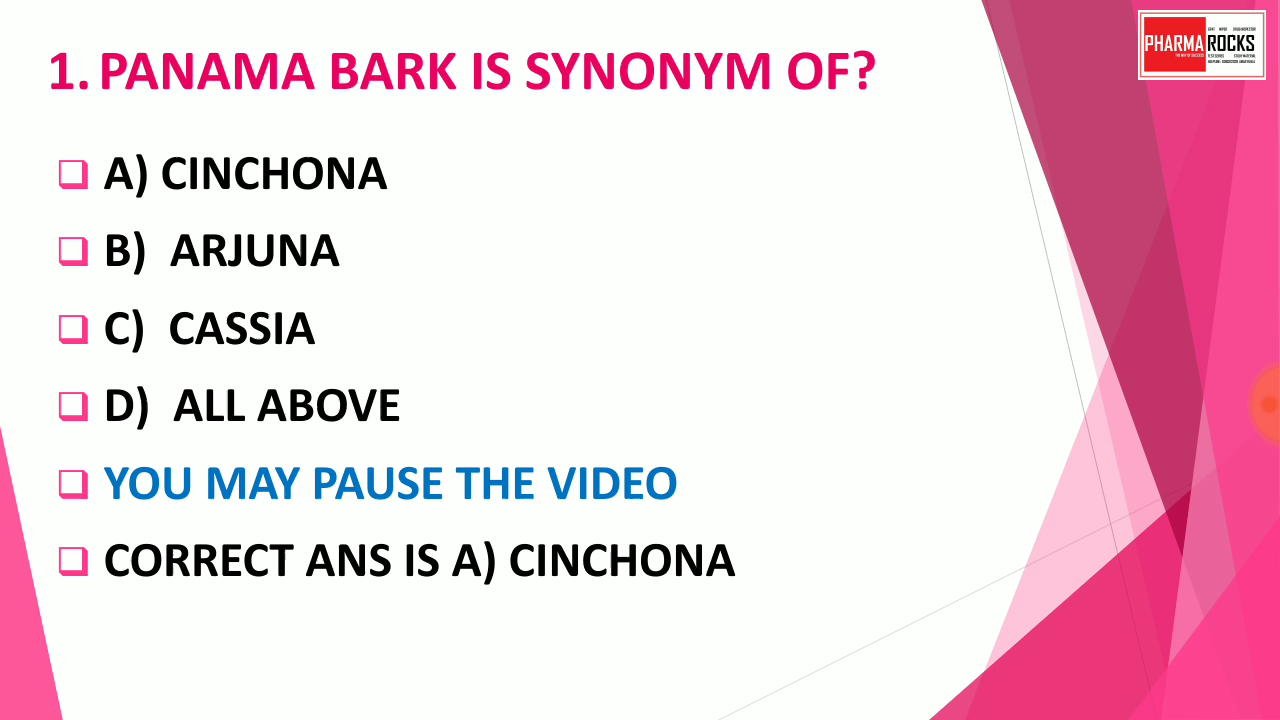 1. PANAMA BARK IS SYNONYM OF?
PHARMA ROCKS
A) CINCHONA
B) ARJUNA
C) CASSIA
D) ALL ABOVE
YOU MAY PAUSE THE VIDEO
CORRECT ANS IS A) CINCHONA